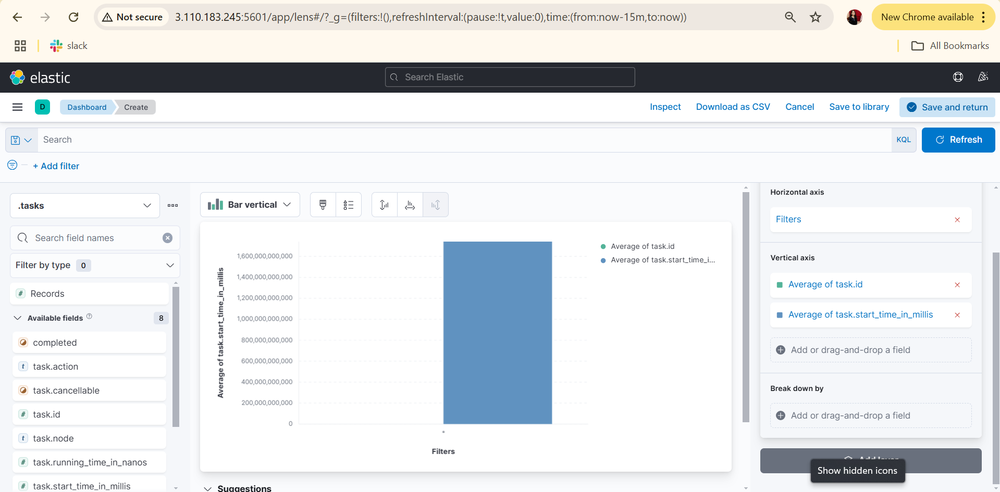 Not secure
3.110.183.245:5601/app/lens#/?_g=(filters:!(),refreshInterval:(pause:!t,value:0),time:(from:now-15m,to:now))
New Chrome available
slack
All Bookmarks
elastic
Search Elastic
D
Dashboard
Create
Inspect
Download as CSV
Cancel
Save to library
Save and return
Search
KQL
Refresh
+ Add filter
.tasks
Search field names
Filter by type 0
# Records
Available fields
8
completed
t task.action
task.cancellable
# task.id
t task.node
# task.running_time_in_nanos
# task.start_time_in_millis
Bar vertical
Average of task.start_time_in_millis
1,600,000,000,000
1,400,000,000,000
1,200,000,000,000
1,000,000,000,000
800,000,000,000
600,000,000,000
400,000,000,000
200,000,000,000
0
*
Filters
Average of task.id
Average of task.start_time_i...
Suggestions
Horizontal axis
Filters
Vertical axis
Average of task.id
Average of task.start_time_in_millis
Add or drag-and-drop a field
Break down by
Add or drag-and-drop a field
Show hidden icons